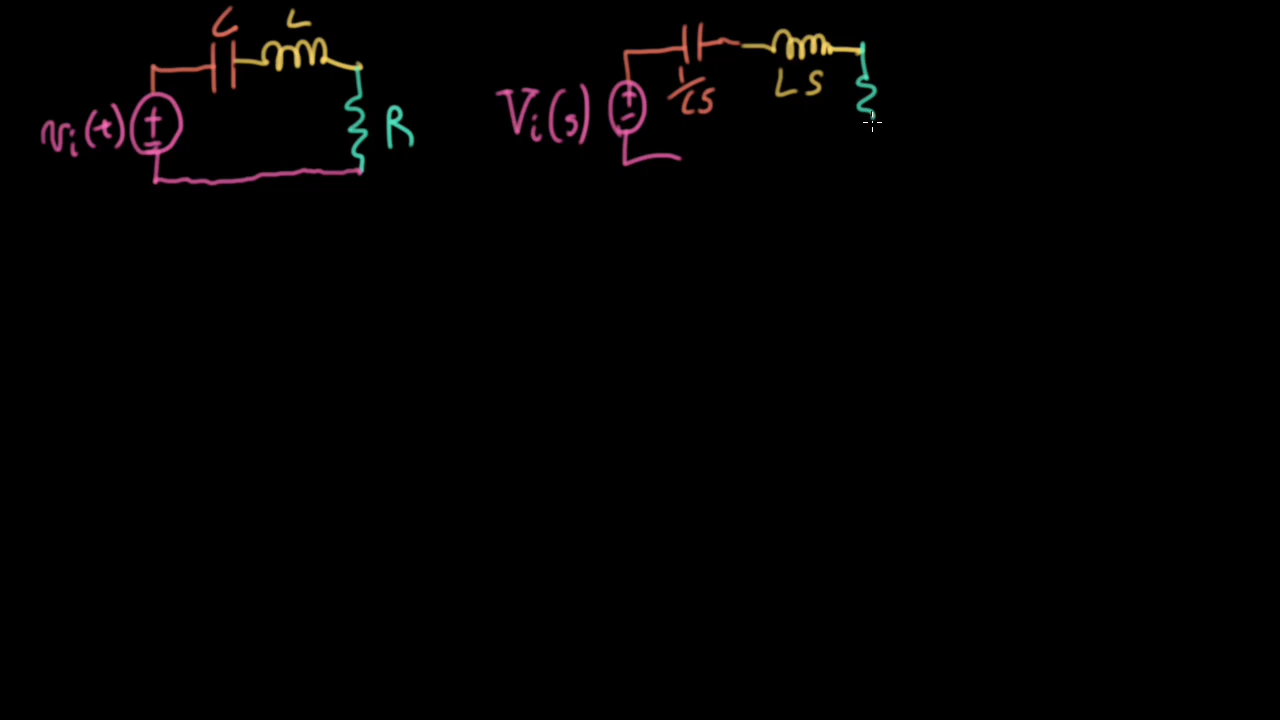 C L
vi(t) + − R
1/CS LS
Vi(s) + −